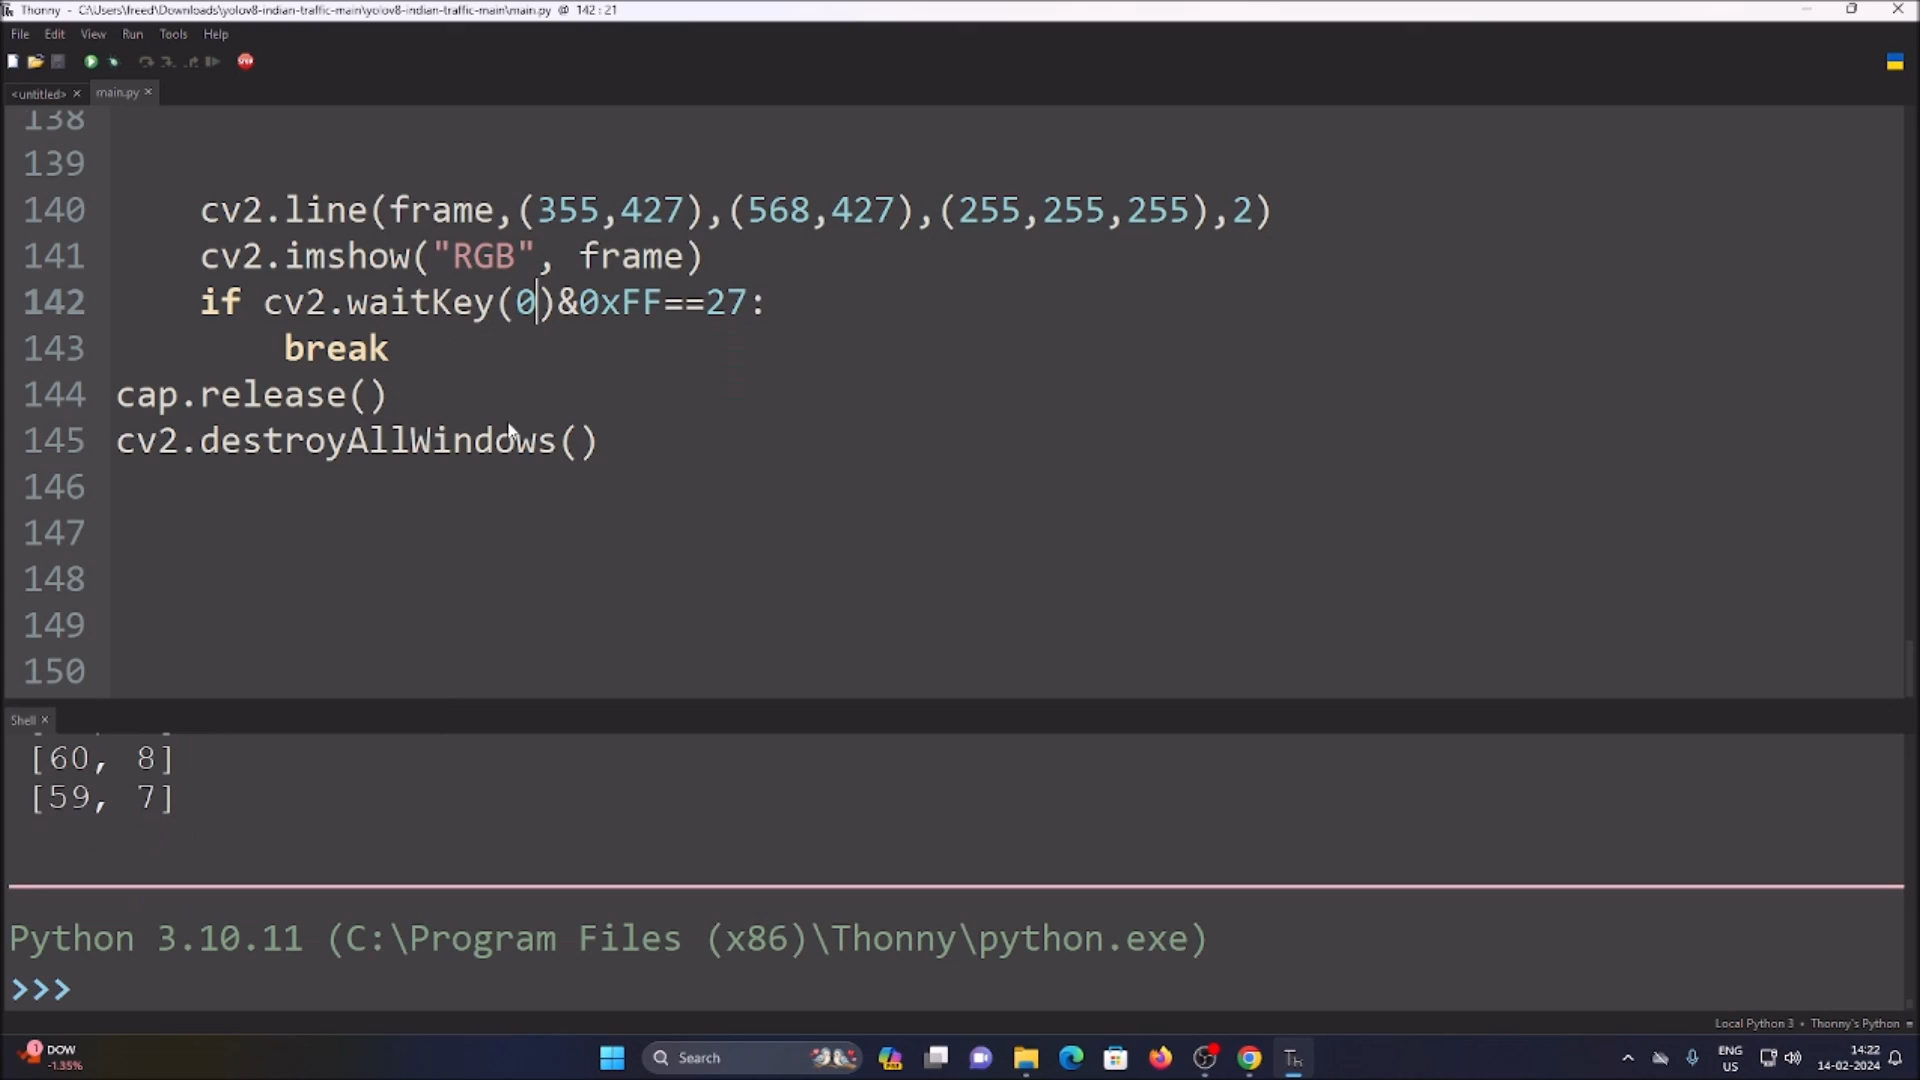 Thonny - C:\Users\freed\Downloads\yolov8-indian-traffic-main\yolov8-indian-traffic-main\main.py @ 142 : 21
File Edit View Run Tools Help
<untitled> × main.py ×
138
139
140 cv2.line(frame,(355,427),(568,427),(255,255,255),2)
141 cv2.imshow("RGB", frame)
142 if cv2.waitKey(0)&0xFF==27:
143 break
144 cap.release()
145 cv2.destroyAllWindows()
146
147
148
149
150
Shell ×
[60, 8]
[59, 7]
Python 3.10.11 (C:\Program Files (x86)\Thonny\python.exe)
>>>
Local Python 3 • Thonny's Python
1 DOW
-1.35%
Search
Th
ENG
US
14:22
14-02-2024